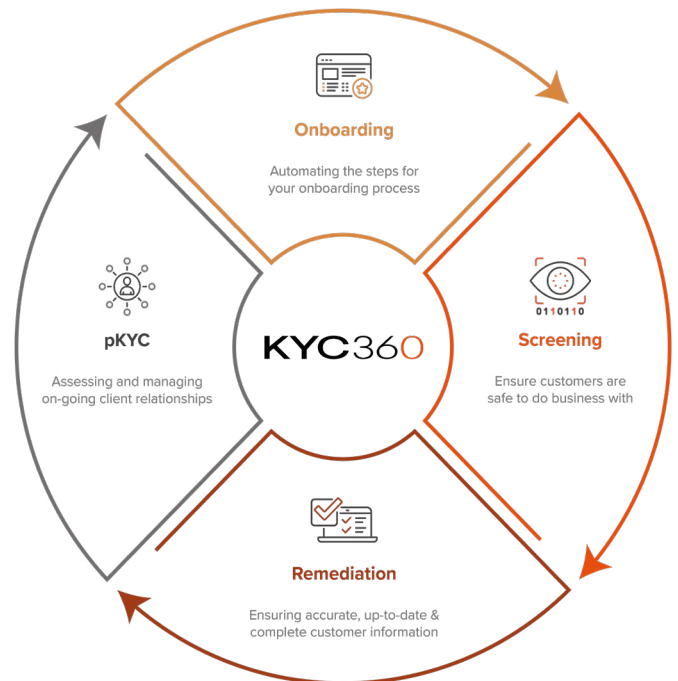 Onboarding
Automating the steps for
your onboarding process
pKYC
Assessing and managing
on-going client relationships
KYC360
0110110
Screening
Ensure customers are
safe to do business with
Remediation
Ensuring accurate, up-to-date &
complete customer information